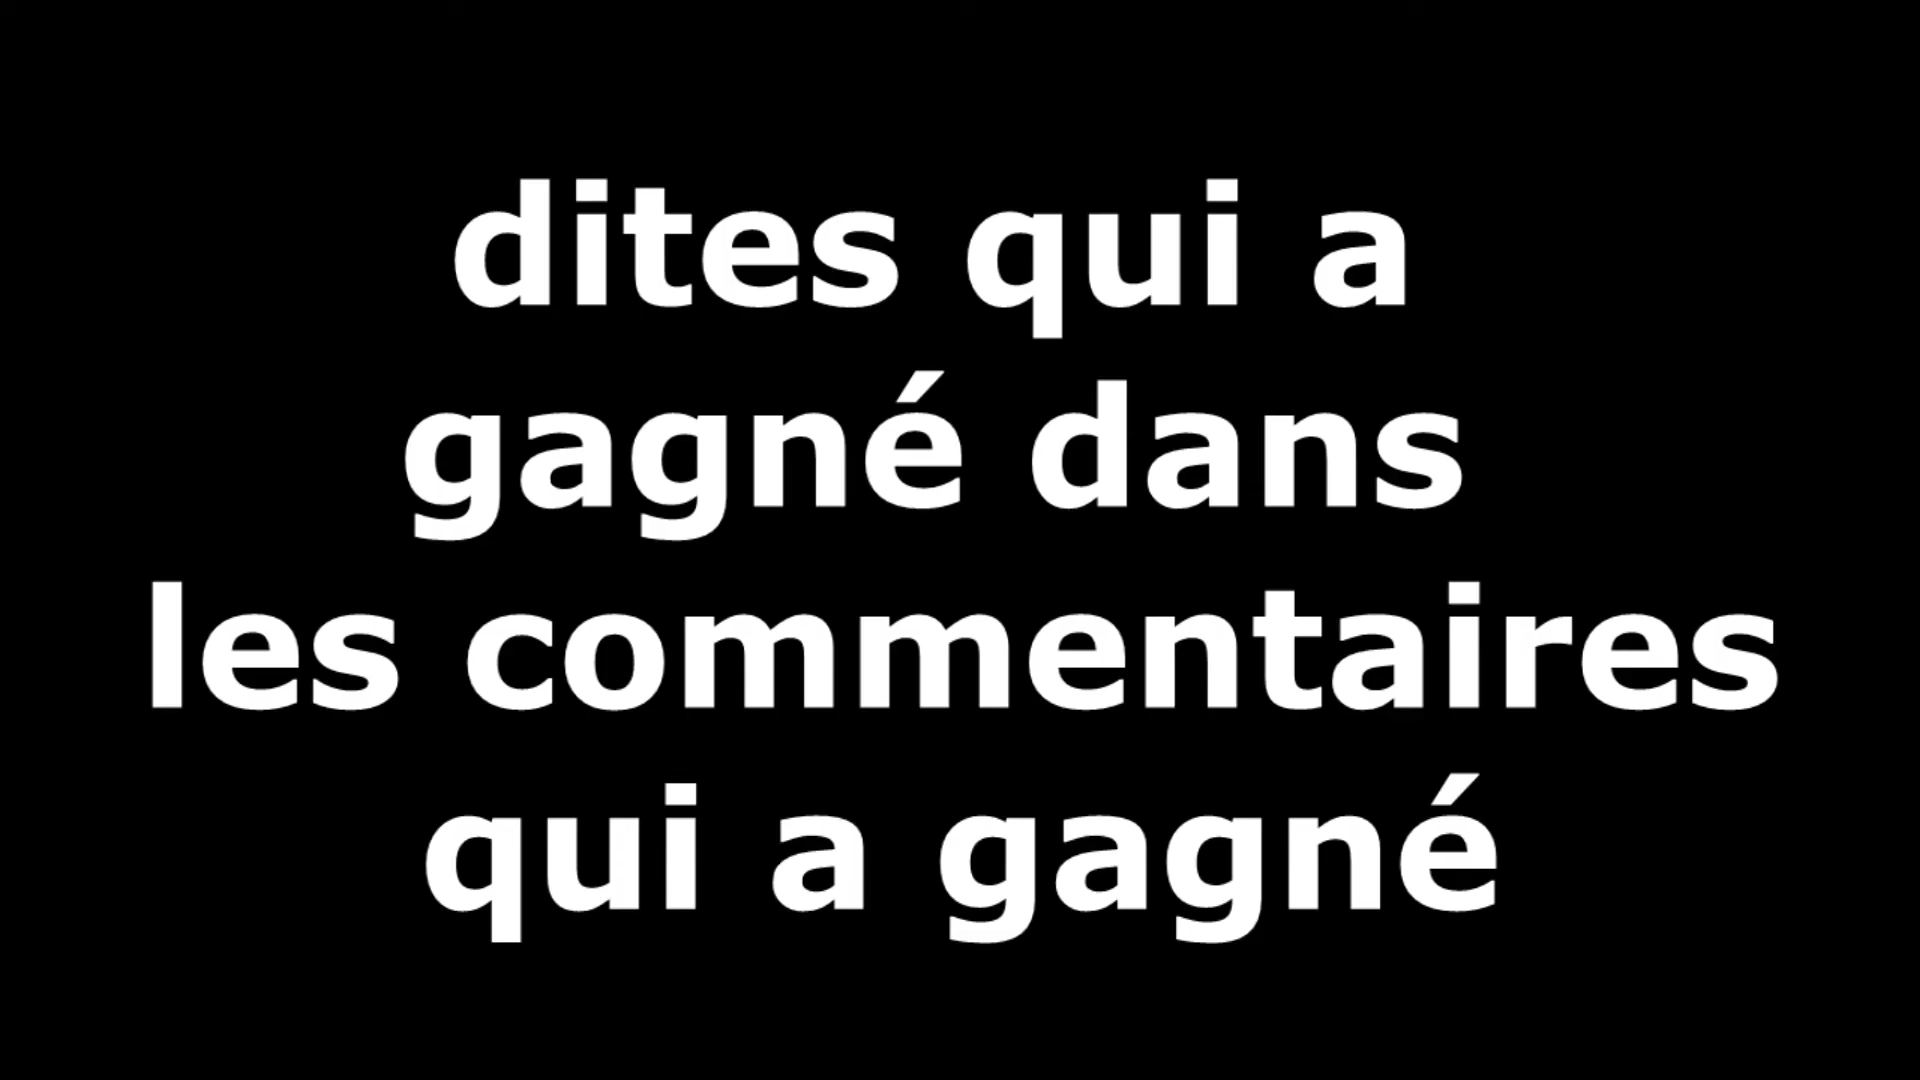 dites qui a
gagné dans
les commentaires
qui a gagné